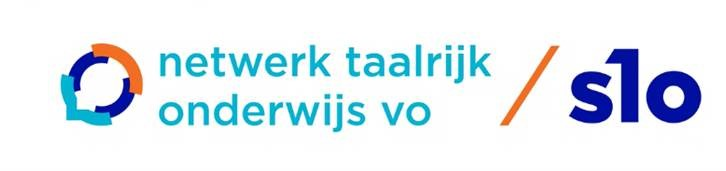 netwerk taalrijk
onderwijs vo
/ slo